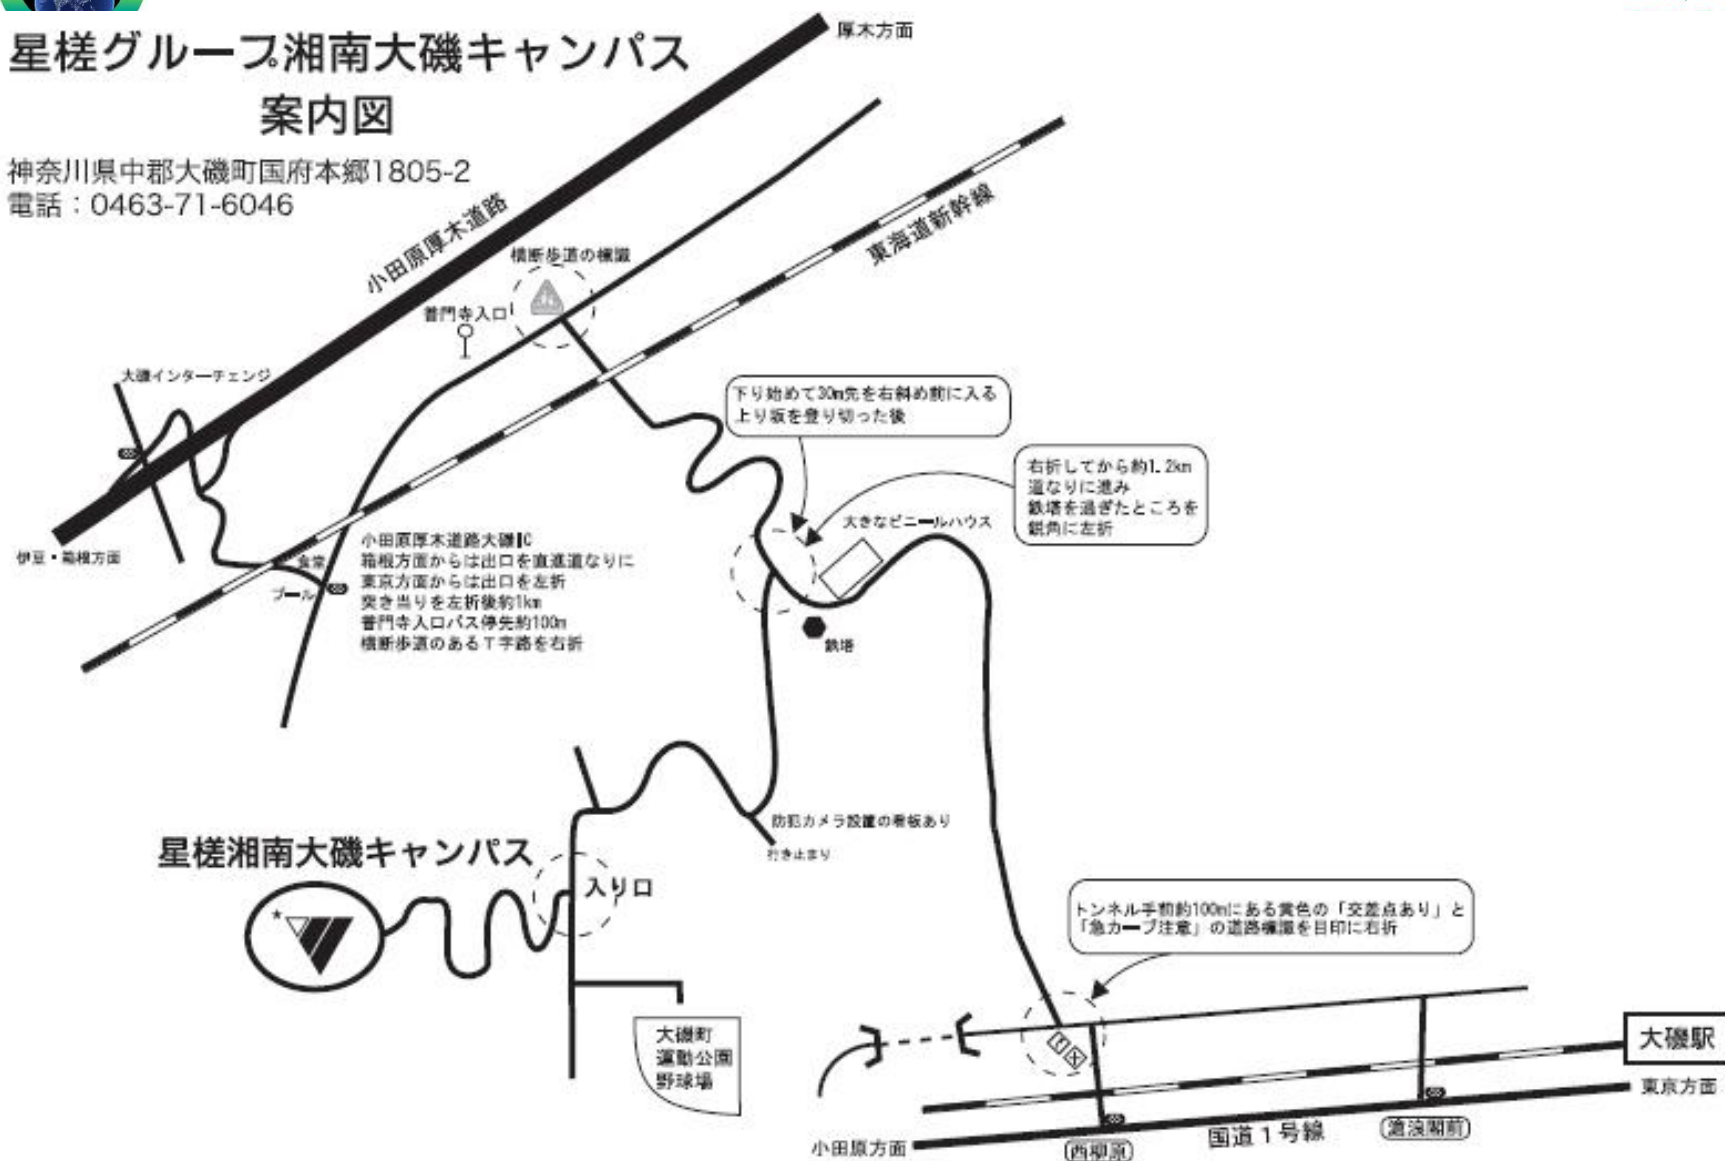 星槎グループ湘南大磯キャンパス
案内図
神奈川県中郡大磯町国府本郷1805-2
電話：0463-71-6046
厚木方面
小田原厚木道路
横断歩道の標識
東海道新幹線
普門寺入口
大磯インターチェンジ
下り始めて30m先を右斜め前に入る
上り坂を登り切った後
右折してから約1.2km
道なりに進み
鉄塔を過ぎたところを
鋭角に左折
大きなビニールハウス
伊豆・箱根方面
食堂
プール
小田原厚木道路大磯IC
箱根方面からは出口を直進道なりに
東京方面からは出口を左折
突き当りを左折後約1km
普門寺入口バス停先約100m
横断歩道のあるT字路を右折
鉄塔
防犯カメラ設置の看板あり
行き止まり
星槎湘南大磯キャンパス
入り口
トンネル手前約100mにある黄色の「交差点あり」と
「急カーブ注意」の道路標識を目印に右折
大磯町
運動公園
野球場
大磯駅
東京方面
小田原方面
西柳原
国道1号線
滄浪閣前